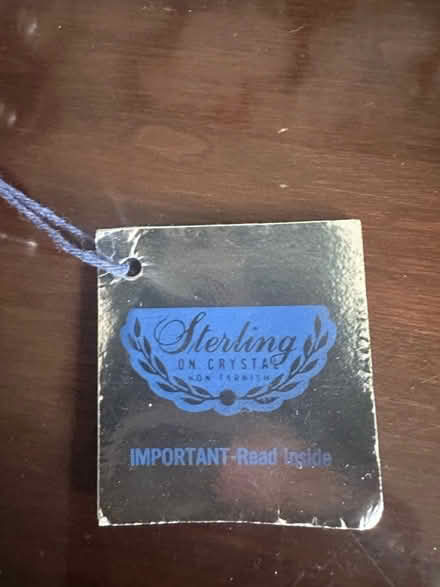 Sterling
ON CRYSTAL
NON TARNISH
IMPORTANT-Read Inside